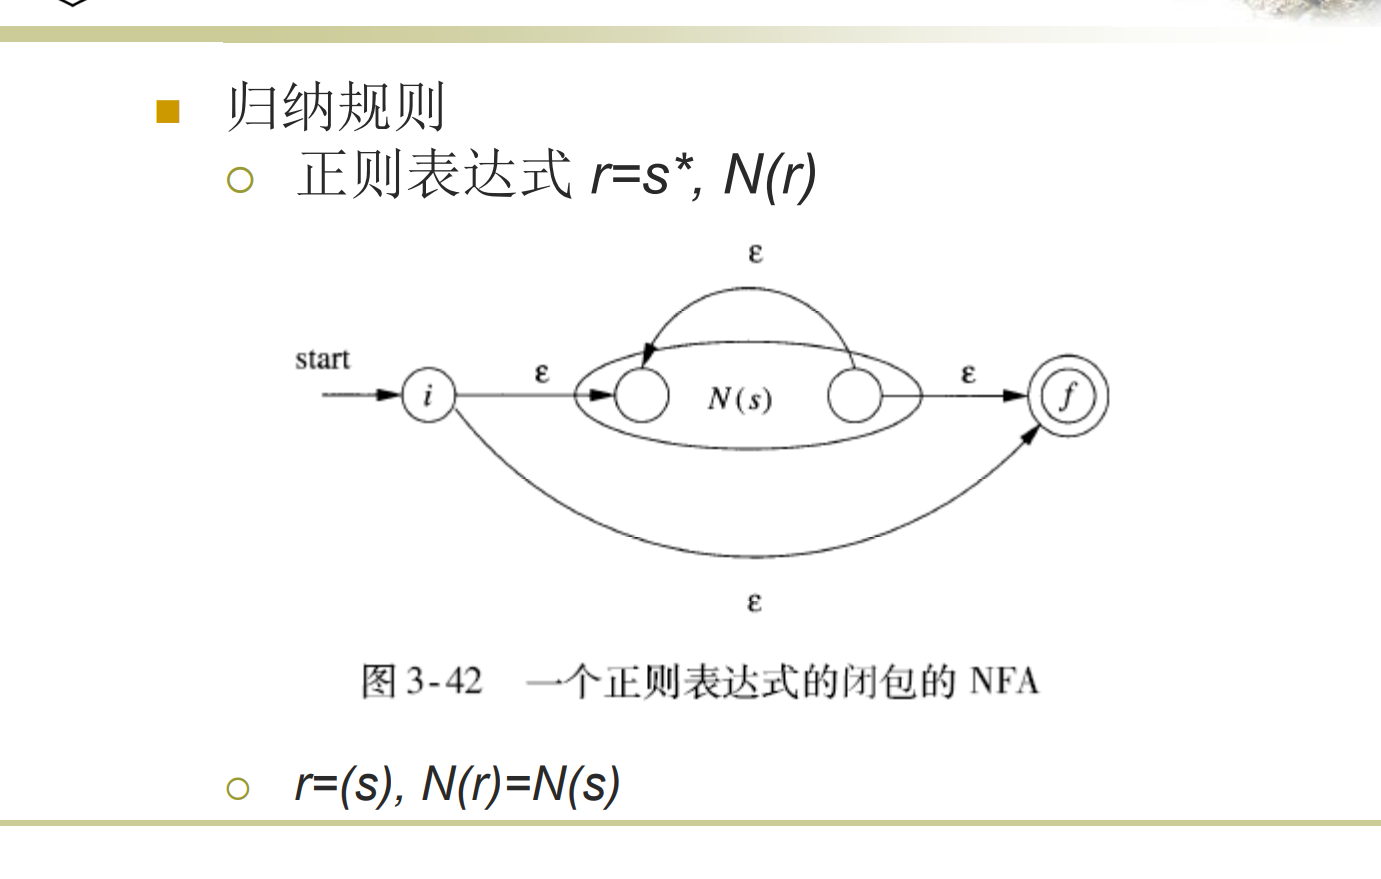 归纳规则
正则表达式 r=s*, N(r)
ε
start
i
ε
N(s)
ε
f
ε
图 3-42 一个正则表达式的闭包的 NFA
r=(s), N(r)=N(s)